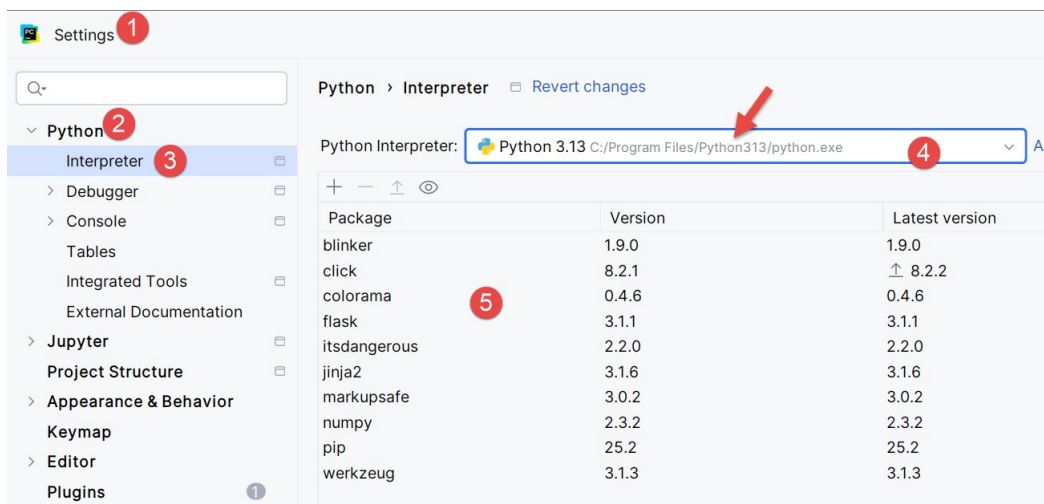 PC
Settings 1
Python 2
Interpreter 3
Debugger
Console
Tables
Integrated Tools
External Documentation
Jupyter
Project Structure
Appearance & Behavior
Keymap
Editor
Plugins 1
Python › Interpreter Revert changes
Python Interpreter: Python 3.13 C:/Program Files/Python313/python.exe 4 A
Package Version Latest version
blinker 1.9.0 1.9.0
click 8.2.1 8.2.2
colorama 0.4.6 0.4.6
5
flask 3.1.1 3.1.1
itsdangerous 2.2.0 2.2.0
jinja2 3.1.6 3.1.6
markupsafe 3.0.2 3.0.2
numpy 2.3.2 2.3.2
pip 25.2 25.2
werkzeug 3.1.3 3.1.3